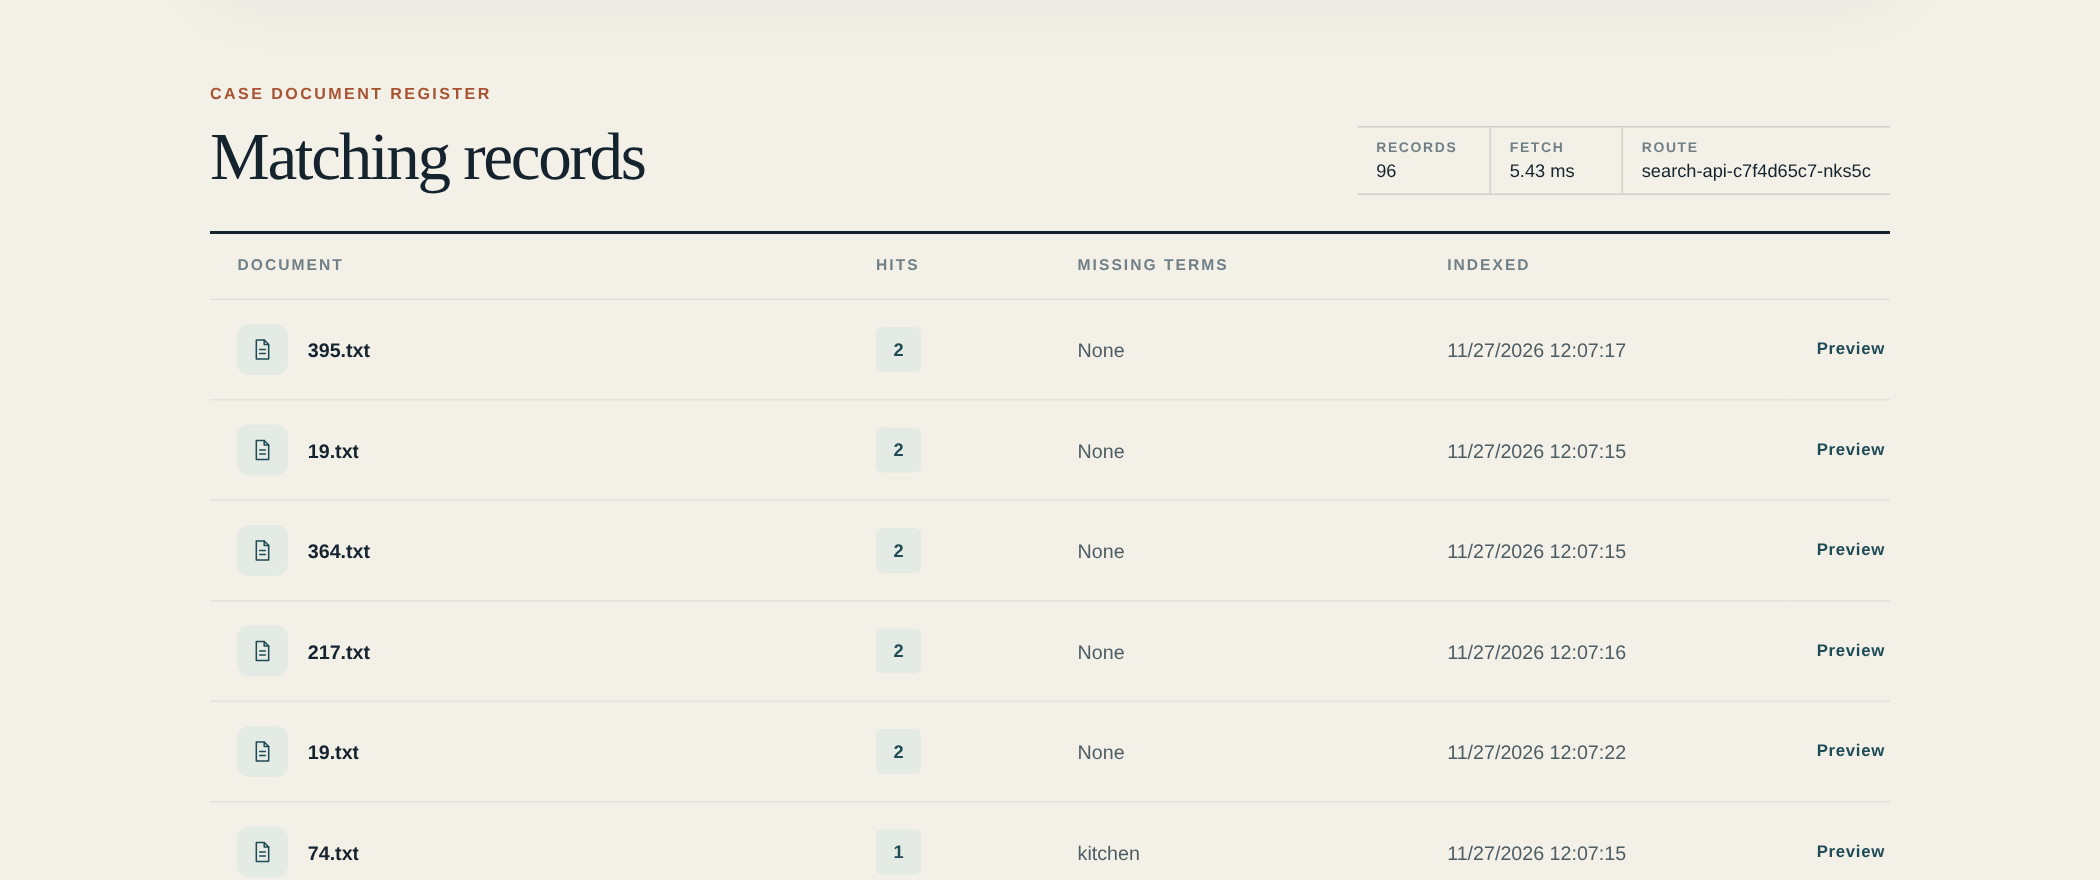 CASE DOCUMENT REGISTER
Matching records
RECORDS FETCH ROUTE
96 5.43 ms search-api-c7f4d65c7-nks5c
DOCUMENT HITS MISSING TERMS INDEXED
395.txt 2 None 11/27/2026 12:07:17 Preview
19.txt 2 None 11/27/2026 12:07:15 Preview
364.txt 2 None 11/27/2026 12:07:15 Preview
217.txt 2 None 11/27/2026 12:07:16 Preview
19.txt 2 None 11/27/2026 12:07:22 Preview
74.txt 1 kitchen 11/27/2026 12:07:15 Preview